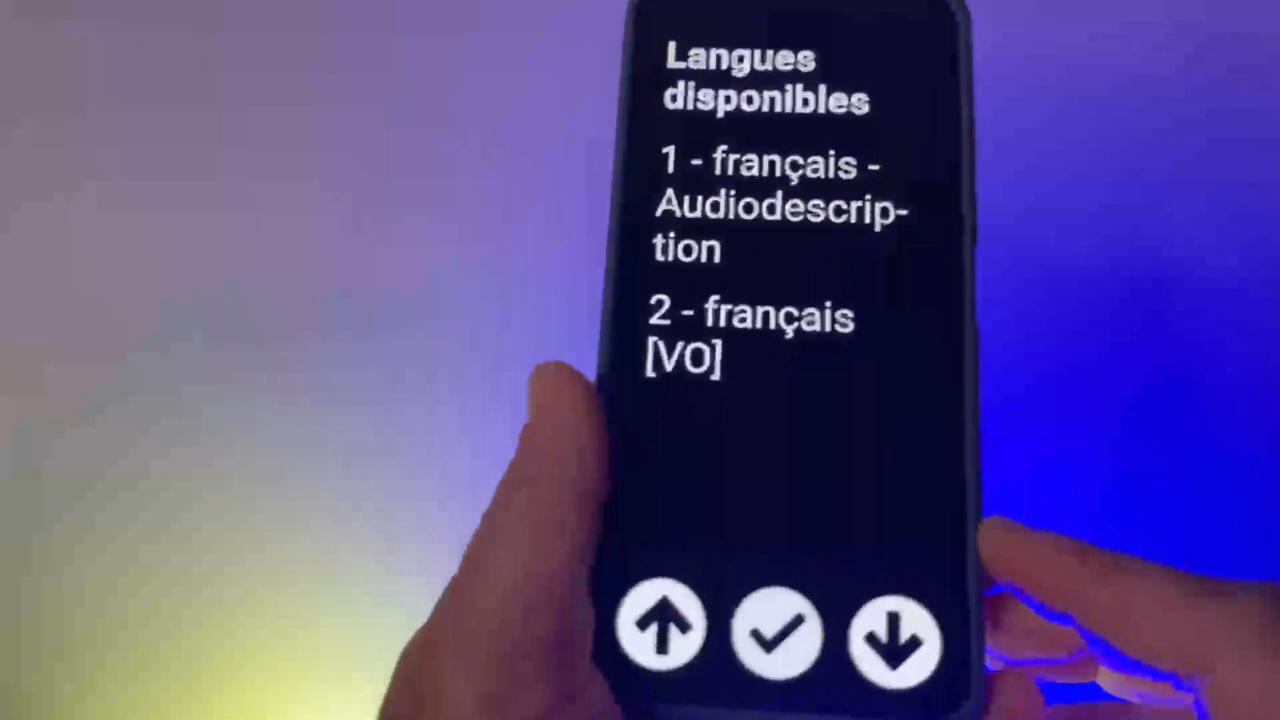 Langues
disponibles
1 - français -
Audiodescrip-
tion
2 - français
[VO]